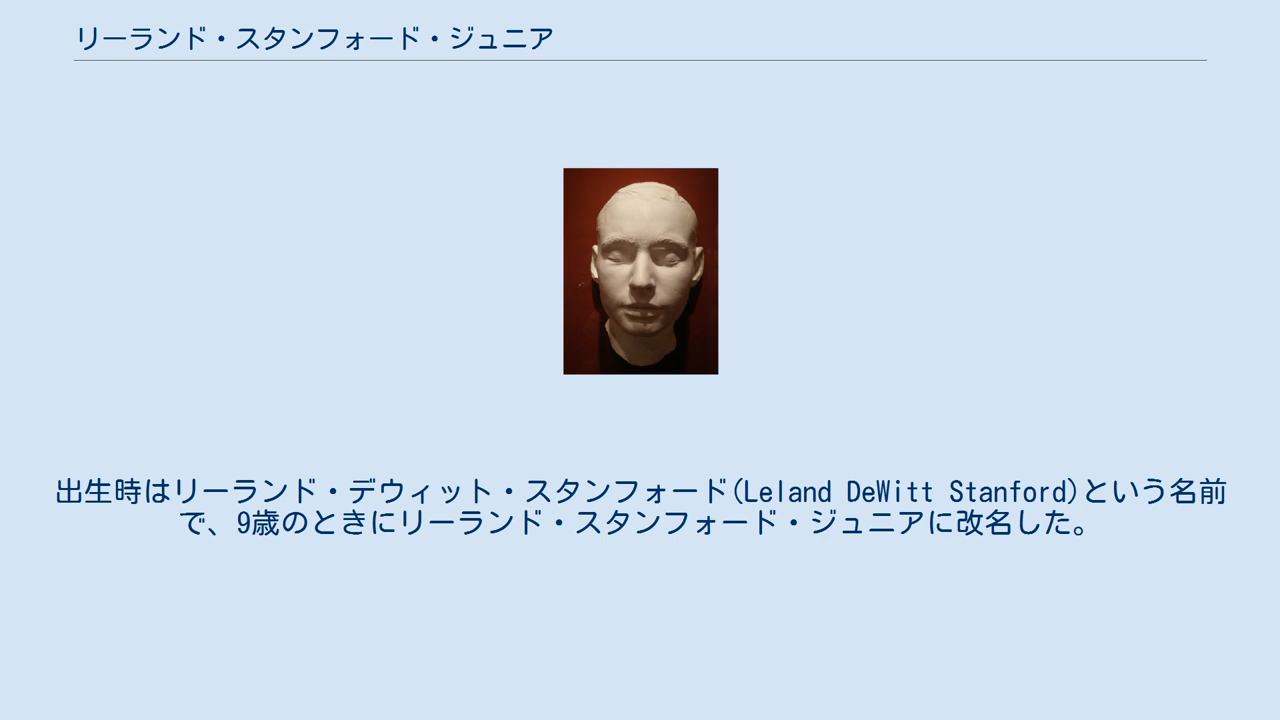 リーランド・スタンフォード・ジュニア
出生時はリーランド・デウィット・スタンフォード(Leland DeWitt Stanford)という名前
で、9歳のときにリーランド・スタンフォード・ジュニアに改名した。